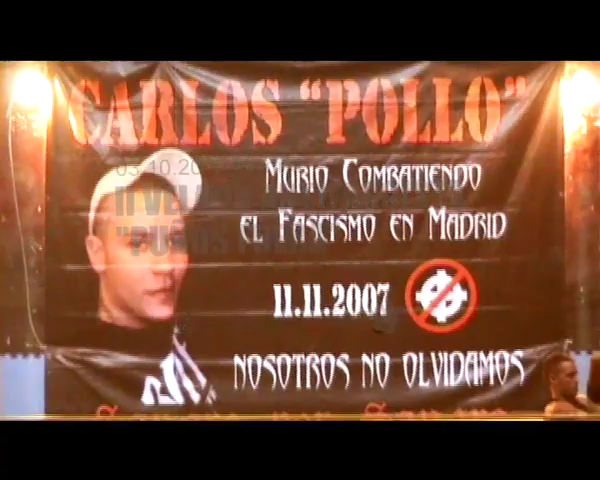 CARLOS "POLLO"
MURIO COMBATIENDO
EL FASCISMO EN MADRID
11.11.2007
NOSOTROS NO OLVIDAMOS